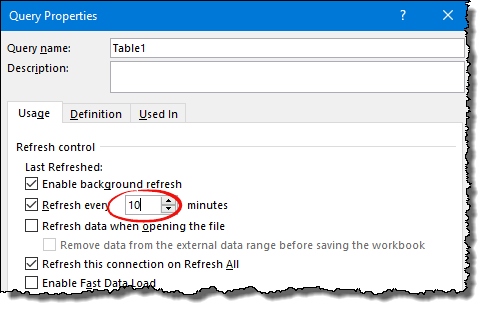 Query Properties ? ×
Query name: Table1
Description:
Usage Definition Used In
Refresh control
Last Refreshed:
Enable background refresh
Refresh every 10 minutes
Refresh data when opening the file
Remove data from the external data range before saving the workbook
Refresh this connection on Refresh All
Enable Fast Data Load